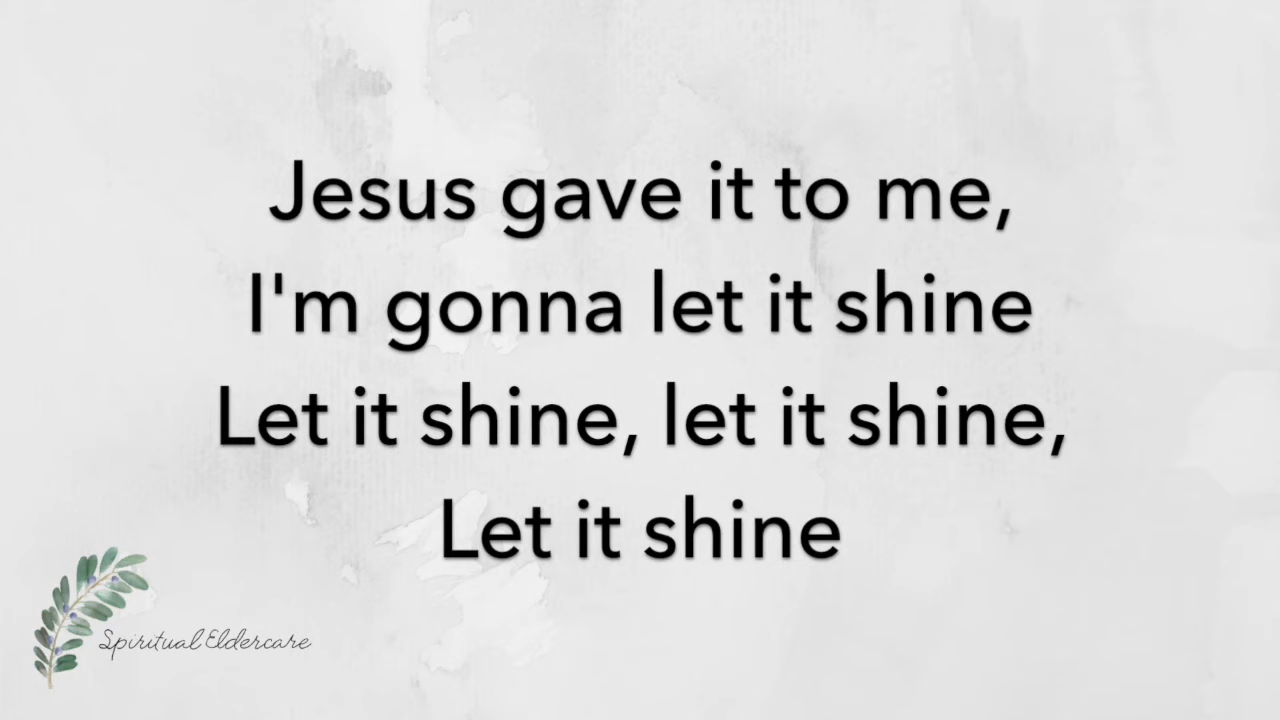 Jesus gave it to me,
I'm gonna let it shine
Let it shine, let it shine,
Let it shine
Spiritual Eldercare